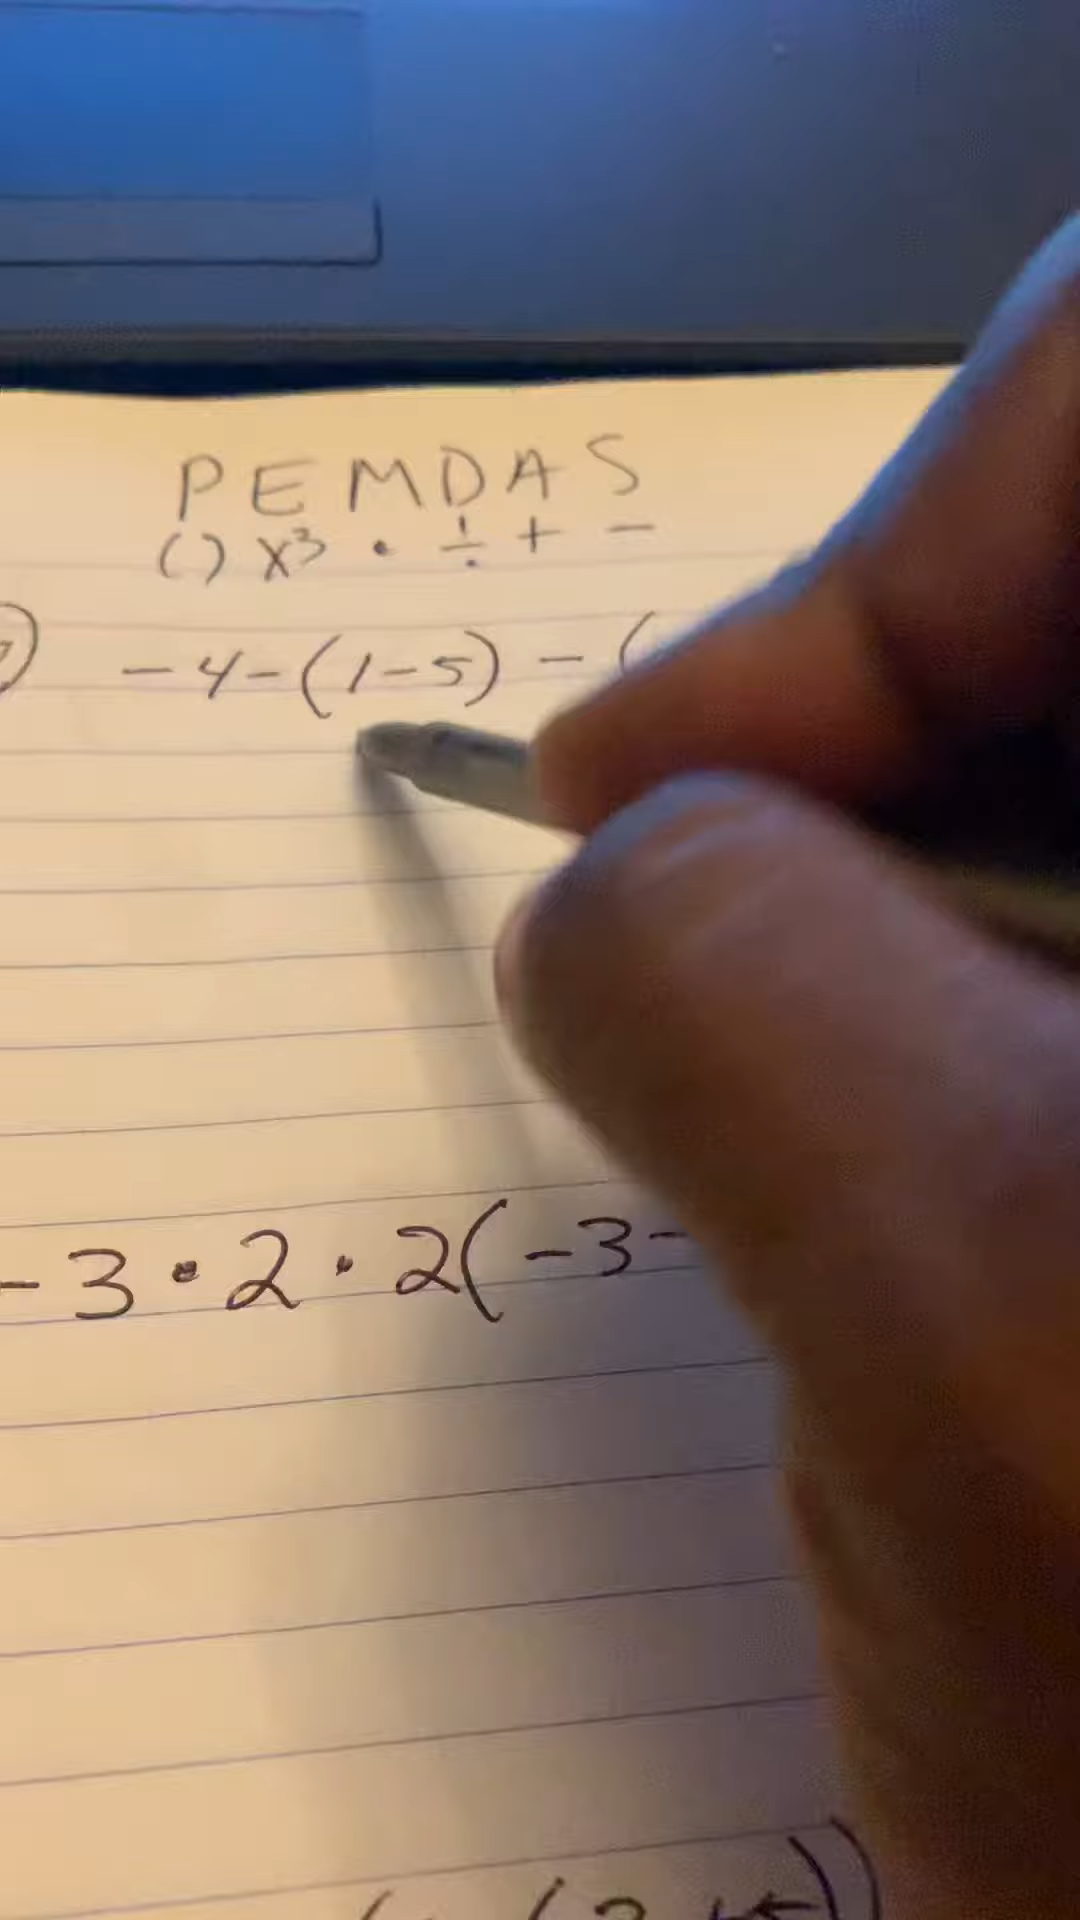 PEMDAS
() x³ • ÷ + −
−4−(1−5) − (
−3 • 2 • 2(−3−